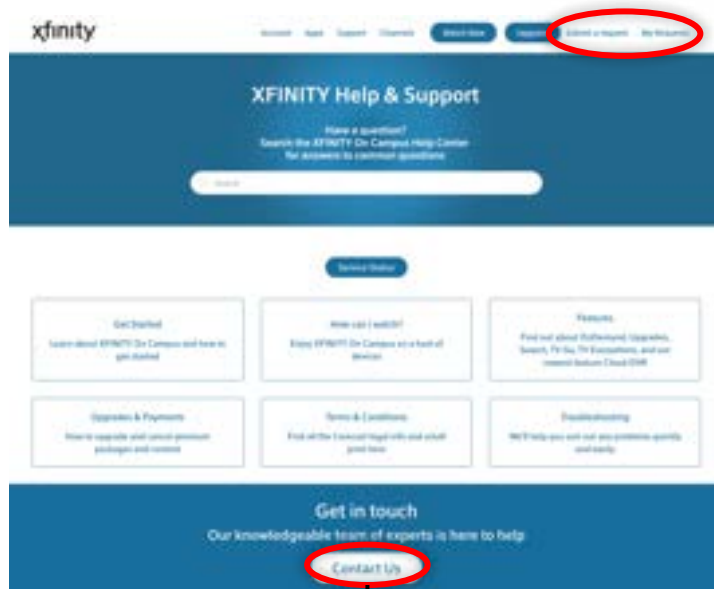 xfinity
Account Apps Support Channels Watch Now Submit a request My Requests
XFINITY Help & Support
Have a question?
Search the XFINITY On Campus Help Center
for answers to common questions
Search
Service Status
Get Started
Learn about XFINITY On Campus and how to
get started
How can I watch?
Enjoy XFINITY On Campus on a host of
devices
Features
Find out about OnDemand, Upgrades,
Search, TV Go, TV Everywhere, and our
newest feature Cloud DVR
Upgrades & Payments
How to upgrade and cancel premium
packages and content
Terms & Conditions
Find all the Comcast legal info and small
print here
Troubleshooting
We'll help you sort out any problems quickly
and easily
Get in touch
Our knowledgeable team of experts is here to help
Contact Us